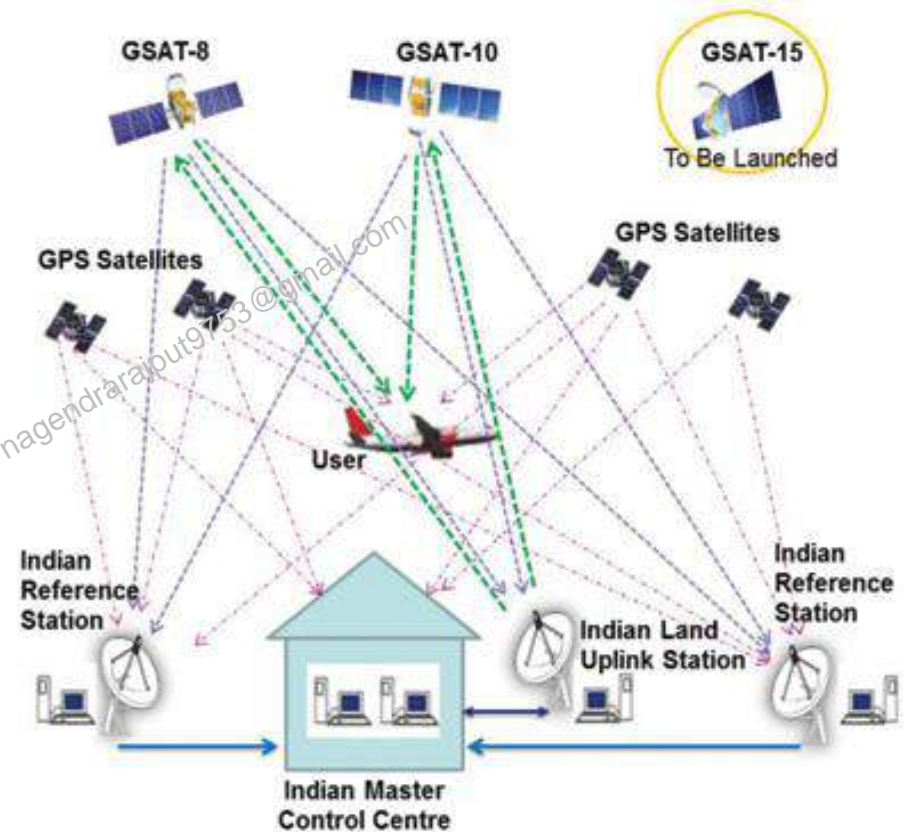 GSAT-8
GSAT-10
GSAT-15
To Be Launched
GPS Satellites
GPS Satellites
nagendrarajput9753@gmail.com
User
Indian
Reference
Station
Indian
Reference
Station
Indian Land
Uplink Station
Indian Master
Control Centre